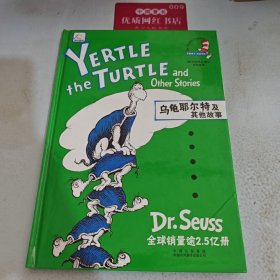 优质网红书店
YERTLE
the TURTLE and
Other Stories
乌龟耶尔特及
其他故事
Dr. Seuss
全球销量逾2.5亿册